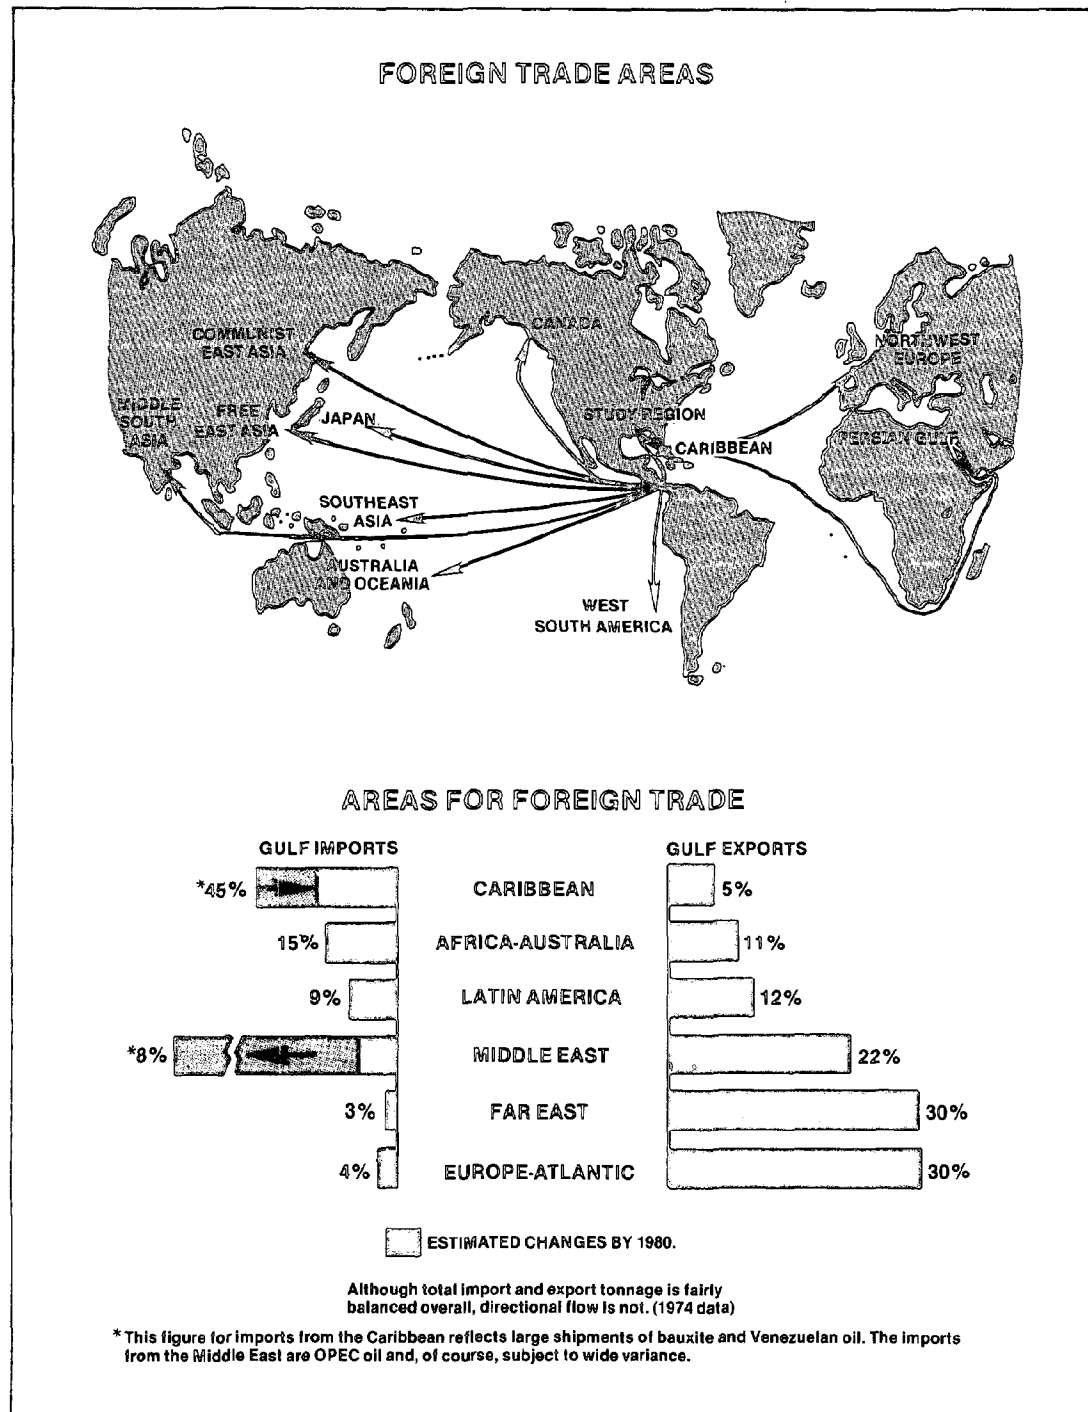 FOREIGN TRADE AREAS
COMMUNIST
EAST ASIA
CANADA
NORTHWEST
EUROPE
MIDDLE
SOUTH
ASIA
FREE
EAST ASIA
JAPAN
STUDY REGION
CARIBBEAN
PERSIAN GULF
SOUTHEAST
ASIA
AUSTRALIA
AND OCEANIA
WEST
SOUTH AMERICA
AREAS FOR FOREIGN TRADE
GULF IMPORTS
GULF EXPORTS
*45%
CARIBBEAN
5%
15%
AFRICA-AUSTRALIA
11%
9%
LATIN AMERICA
12%
*8%
MIDDLE EAST
22%
3%
FAR EAST
30%
4%
EUROPE-ATLANTIC
30%
ESTIMATED CHANGES BY 1980.
Although total import and export tonnage is fairly
balanced overall, directional flow is not. (1974 data)
* This figure for imports from the Caribbean reflects large shipments of bauxite and Venezuelan oil. The imports
from the Middle East are OPEC oil and, of course, subject to wide variance.